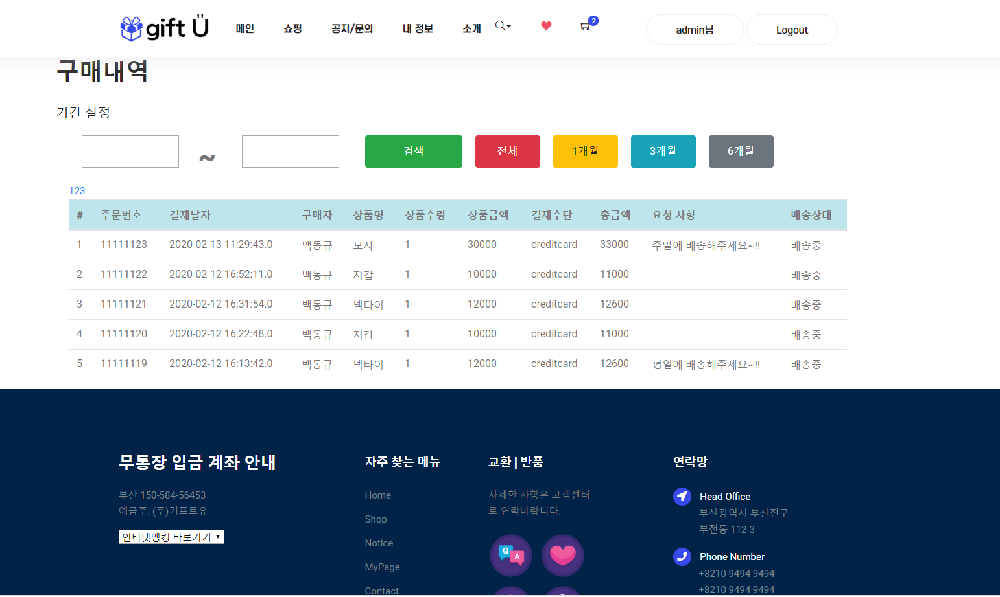 gift Ü 메인 쇼핑 공지/문의 내 정보 소개 2 admin님 Logout
구매내역
기간 설정
~ 검색 전체 1개월 3개월 6개월
123
# 주문번호 결제날자 구매자 상품명 상품수량 상품금액 결제수단 총금액 요청 사항 배송상태
1 11111123 2020-02-13 11:29:43.0 백동규 모자 1 30000 creditcard 33000 주말에 배송해주세요~!! 배송중
2 11111122 2020-02-12 16:52:11.0 백동규 지갑 1 10000 creditcard 11000 배송중
3 11111121 2020-02-12 16:31:54.0 백동규 넥타이 1 12000 creditcard 12600 배송중
4 11111120 2020-02-12 16:22:48.0 백동규 지갑 1 10000 creditcard 11000 배송중
5 11111119 2020-02-12 16:13:42.0 백동규 넥타이 1 12000 creditcard 12600 평일에 배송해주세요~!! 배송중
무통장 입금 계좌 안내
부산 150-584-56453
예금주: (주)기프트유
인터넷뱅킹 바로가기
자주 찾는 메뉴
Home
Shop
Notice
MyPage
Contact
교환 | 반품
자세한 사항은 고객센터
로 연락바랍니다.
Q A
연락망
Head Office
부산광역시 부산진구
부전동 112-3
Phone Number
+8210 9494 9494
+8210 9494 9494